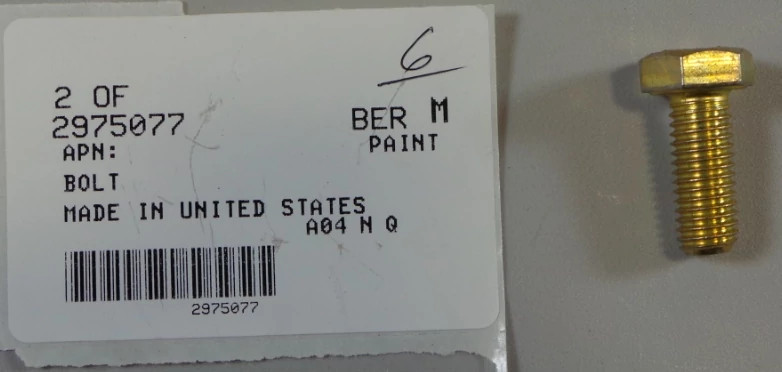 6
2 OF
2975077
BER M
APN:
PAINT
BOLT
MADE IN UNITED STATES
A04 N Q
2975077